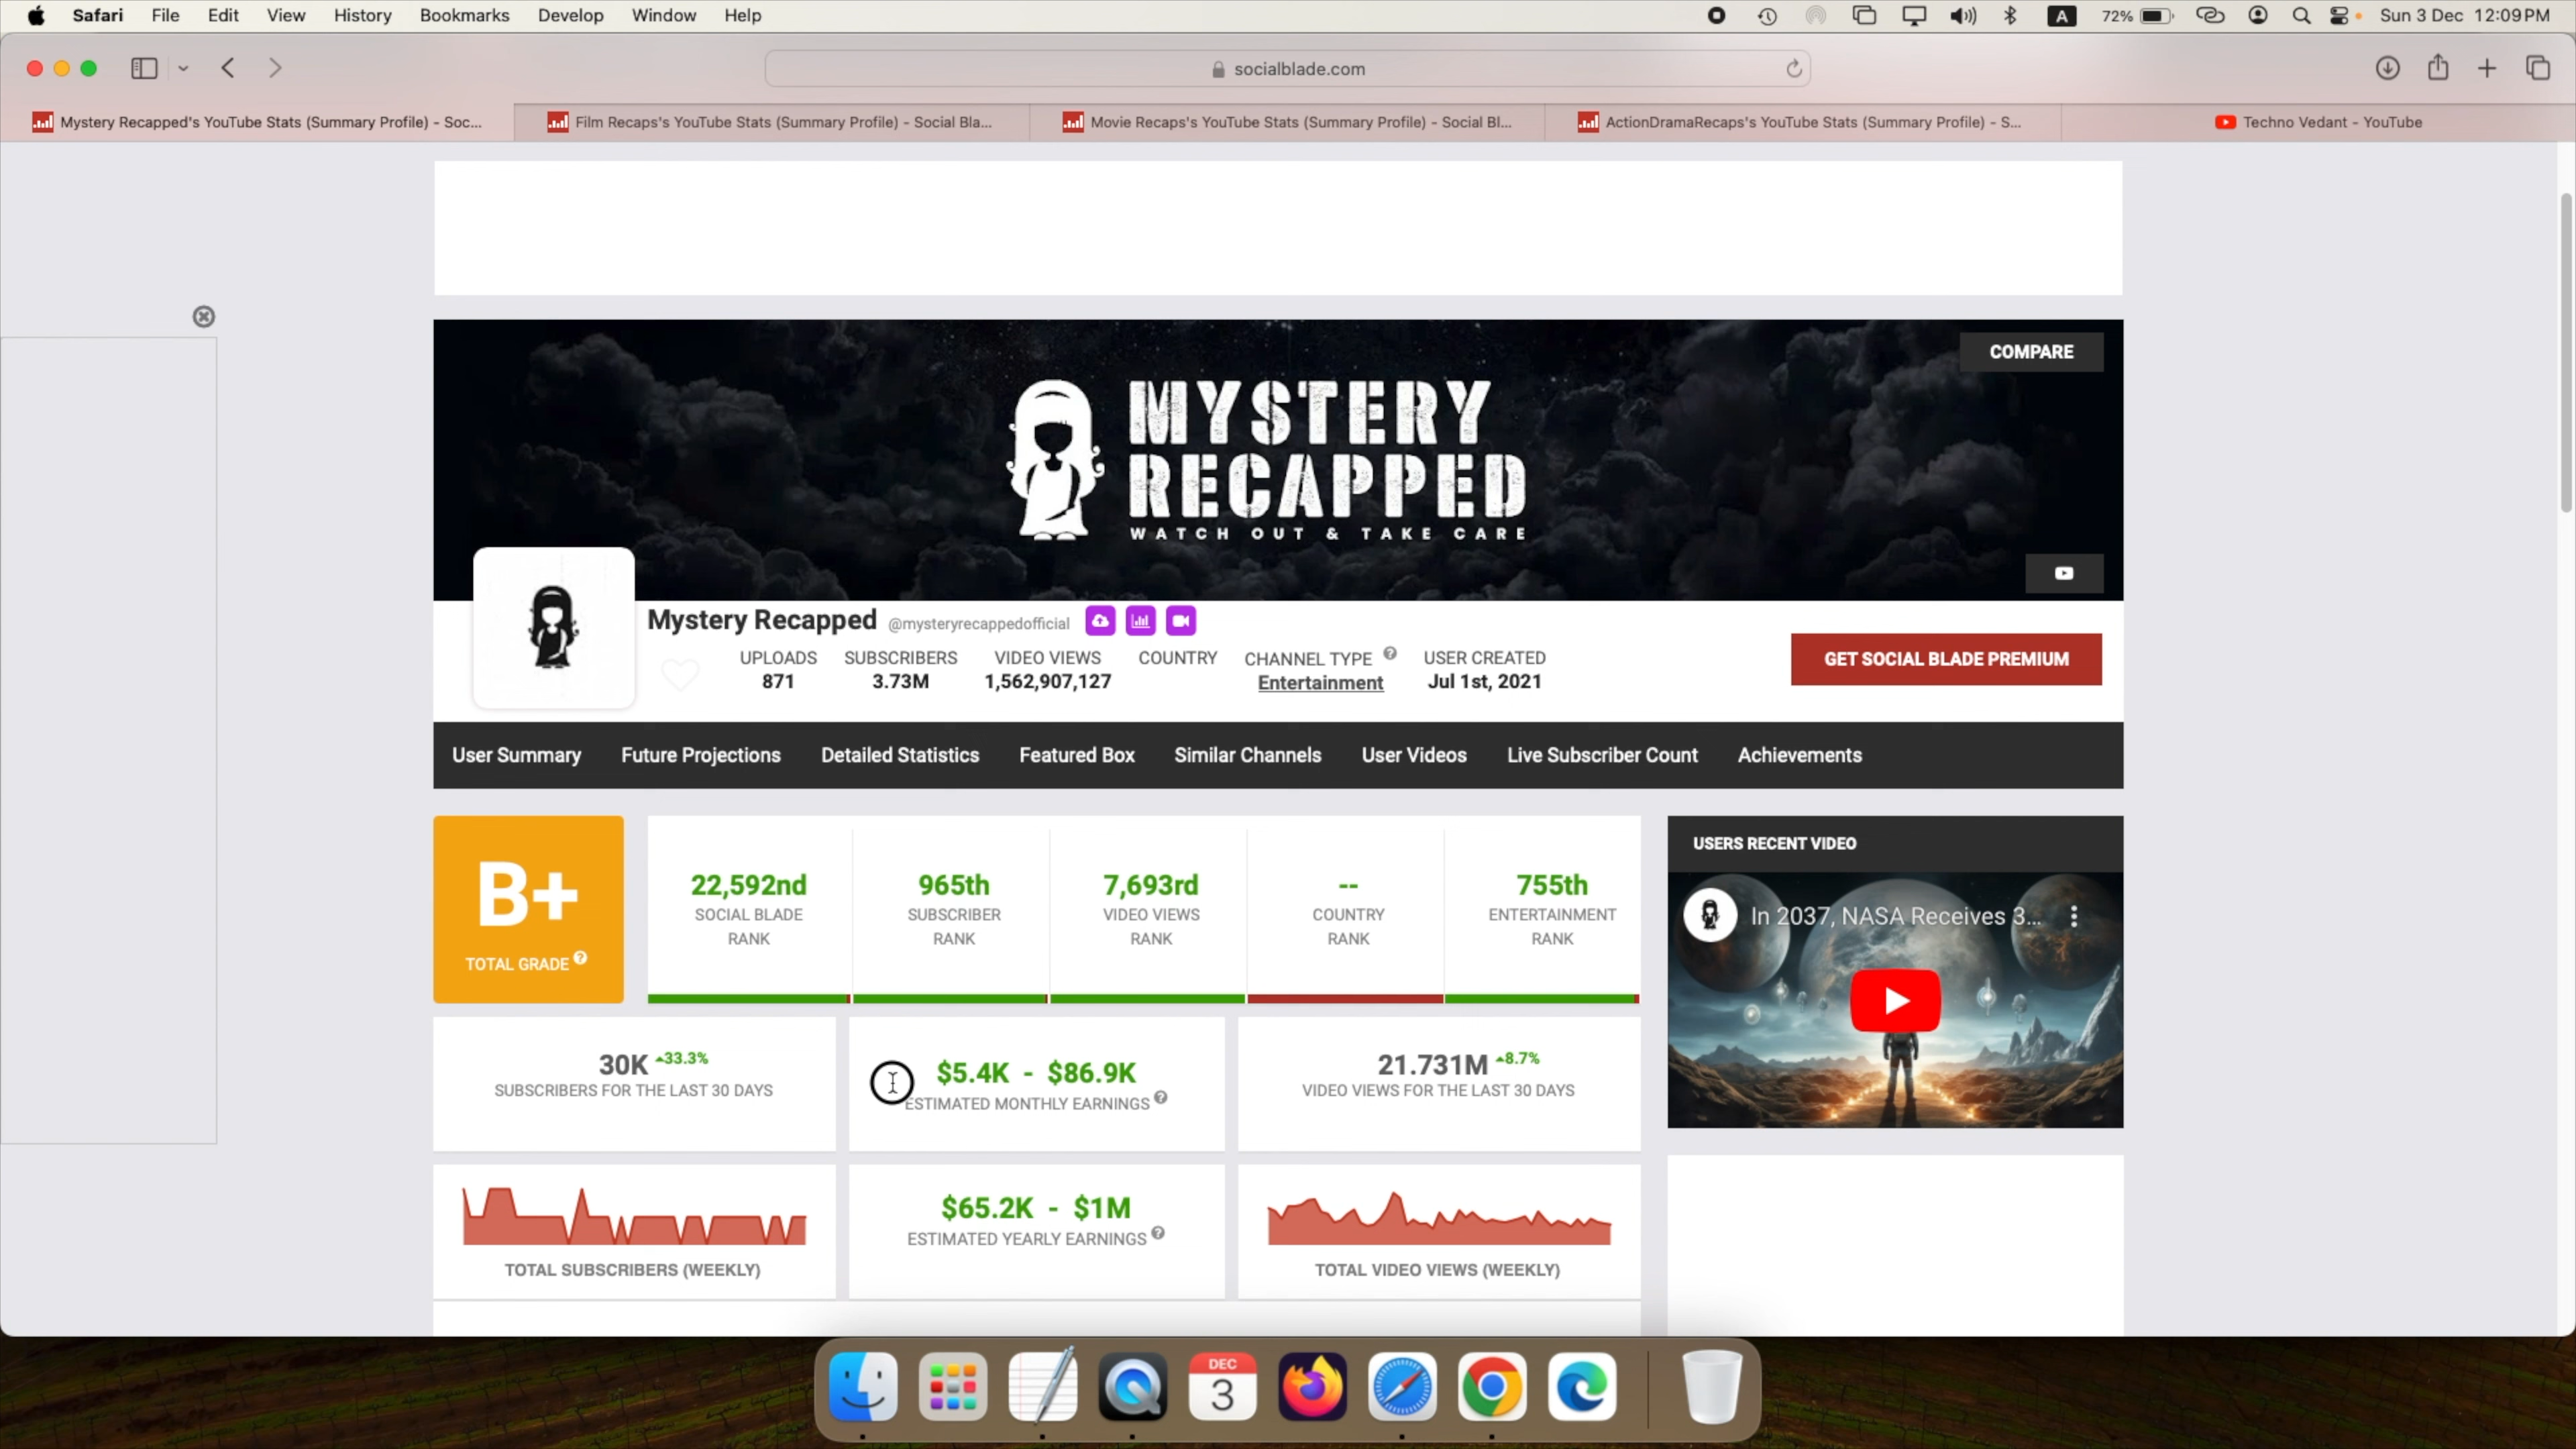 Safari File Edit View History Bookmarks Develop Window Help A 72% Sun 3 Dec 12:09 PM
socialblade.com
Mystery Recapped's YouTube Stats (Summary Profile) - Soc... Film Recaps's YouTube Stats (Summary Profile) - Social Bla... Movie Recaps's YouTube Stats (Summary Profile) - Social Bl... ActionDramaRecaps's YouTube Stats (Summary Profile) - S... Techno Vedant - YouTube
COMPARE
MYSTERY
RECAPPED
WATCH OUT & TAKE CARE
Mystery Recapped @mysteryrecappedofficial
UPLOADS SUBSCRIBERS VIDEO VIEWS COUNTRY CHANNEL TYPE ? USER CREATED
871 3.73M 1,562,907,127 Entertainment Jul 1st, 2021
GET SOCIAL BLADE PREMIUM
User Summary Future Projections Detailed Statistics Featured Box Similar Channels User Videos Live Subscriber Count Achievements
B+
TOTAL GRADE ?
22,592nd 965th 7,693rd -- 755th
SOCIAL BLADE SUBSCRIBER VIDEO VIEWS COUNTRY ENTERTAINMENT
RANK RANK RANK RANK RANK
USERS RECENT VIDEO
In 2037, NASA Receives 3...
30K 33.3% $5.4K - $86.9K 21.731M 8.7%
SUBSCRIBERS FOR THE LAST 30 DAYS ESTIMATED MONTHLY EARNINGS ? VIDEO VIEWS FOR THE LAST 30 DAYS
$65.2K - $1M
ESTIMATED YEARLY EARNINGS ?
TOTAL SUBSCRIBERS (WEEKLY) TOTAL VIDEO VIEWS (WEEKLY)
DEC
3